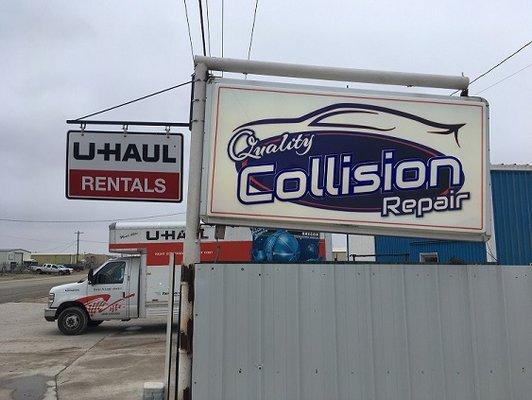 U-HAUL
RENTALS
Quality
Collision
Repair
U-HAUL